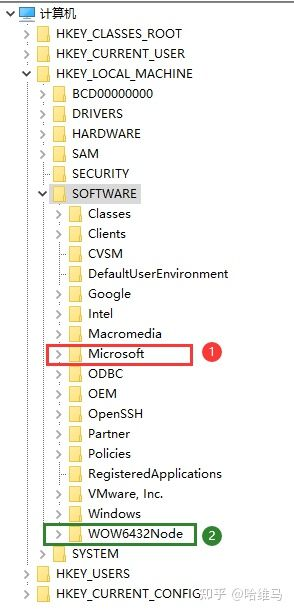 计算机
HKEY_CLASSES_ROOT
HKEY_CURRENT_USER
HKEY_LOCAL_MACHINE
BCD00000000
DRIVERS
HARDWARE
SAM
SECURITY
SOFTWARE
Classes
Clients
CVSM
DefaultUserEnvironment
Google
Intel
Macromedia
Microsoft 1
ODBC
OEM
OpenSSH
Partner
Policies
RegisteredApplications
VMware, Inc.
Windows
WOW6432Node 2
SYSTEM
HKEY_USERS
HKEY_CURRENT_CONFIG
知乎 @哈维马